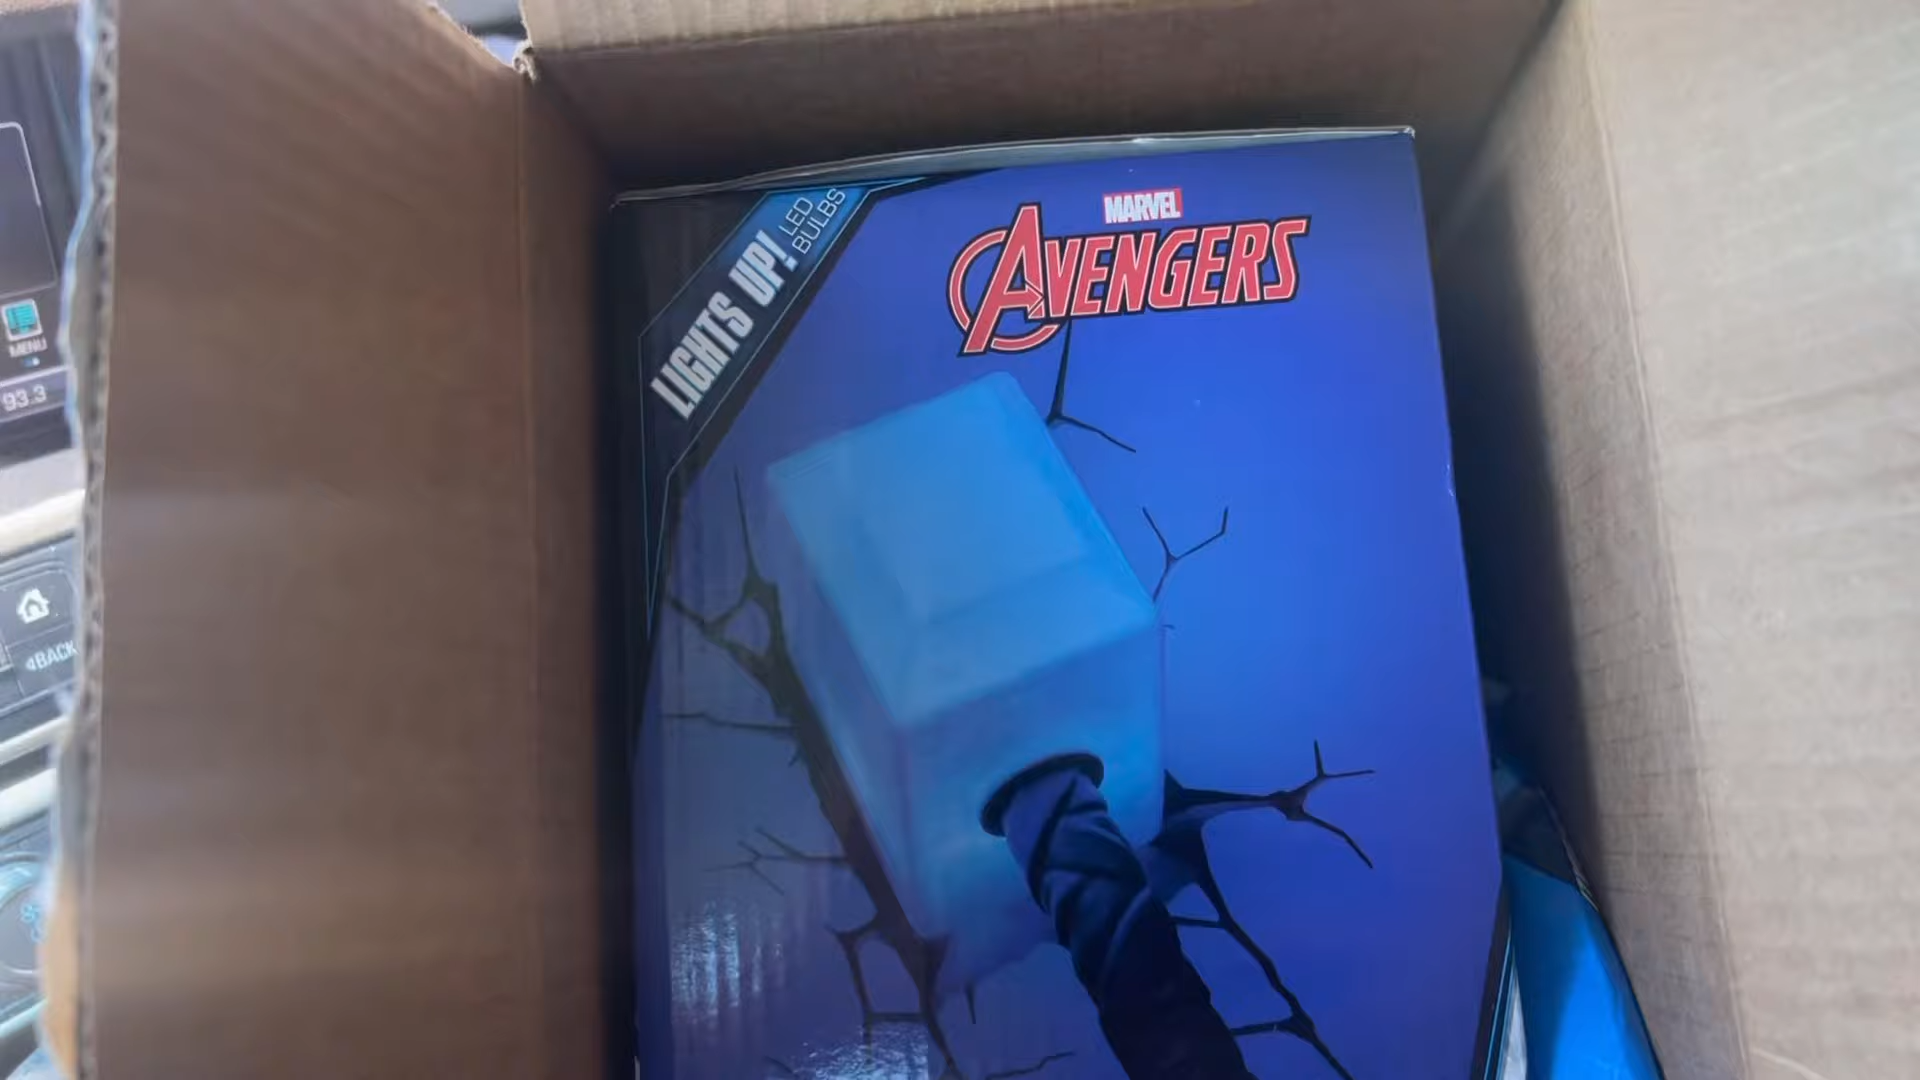 MARVEL
AVENGERS
LIGHTS UP!
LED
BULBS
MENU
93.3
BACK